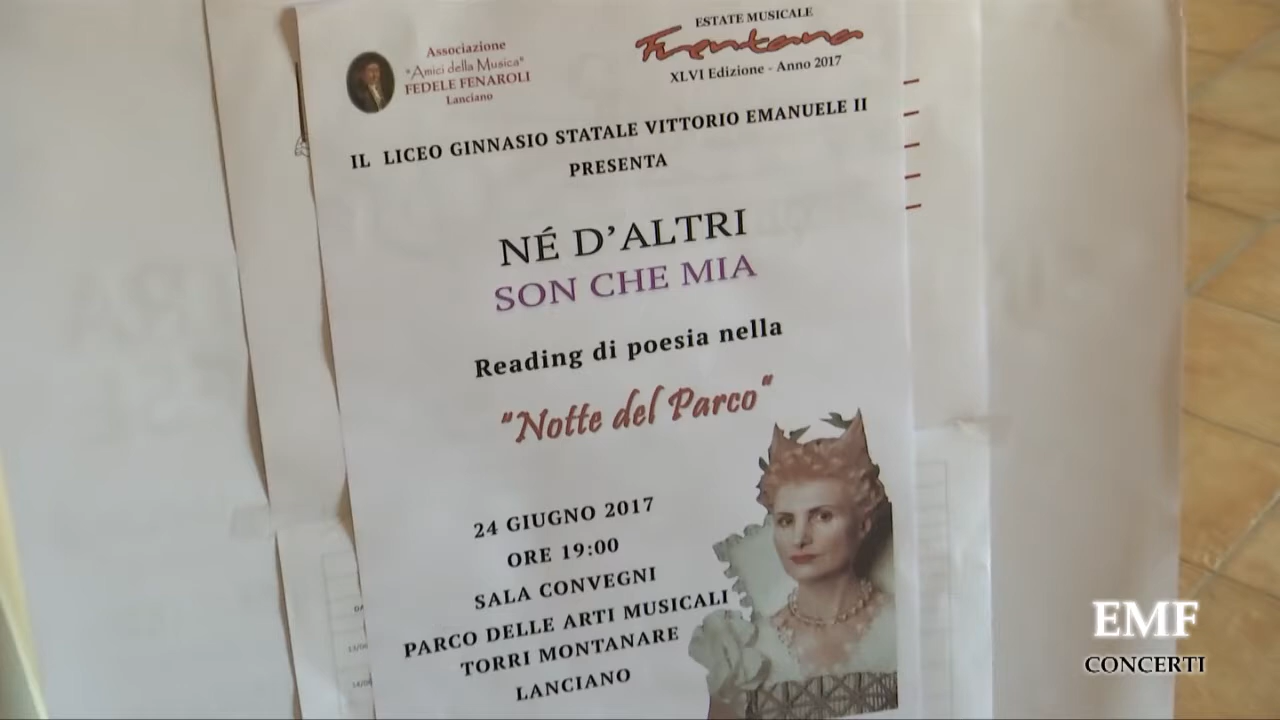 Associazione
"Amici della Musica"
FEDELE FENAROLI
Lanciano
ESTATE MUSICALE
Frentana
XLVI Edizione - Anno 2017
IL LICEO GINNASIO STATALE VITTORIO EMANUELE II
PRESENTA
NÉ D'ALTRI
SON CHE MIA
Reading di poesia nella
"Notte del Parco"
24 GIUGNO 2017
ORE 19:00
SALA CONVEGNI
PARCO DELLE ARTI MUSICALI
TORRI MONTANARE
LANCIANO
EMF
CONCERTI